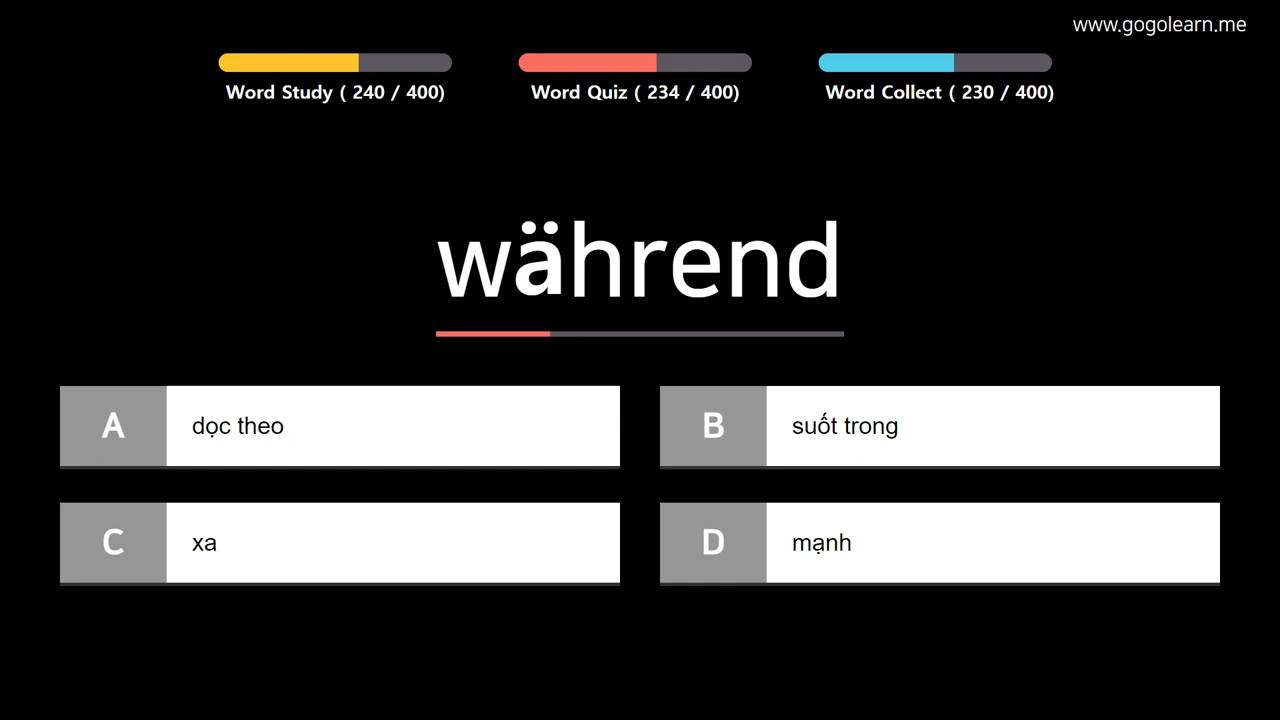 www.gogolearn.me
Word Study ( 240 / 400)
Word Quiz ( 234 / 400)
Word Collect ( 230 / 400)
während
A dọc theo
B suốt trong
C xa
D mạnh